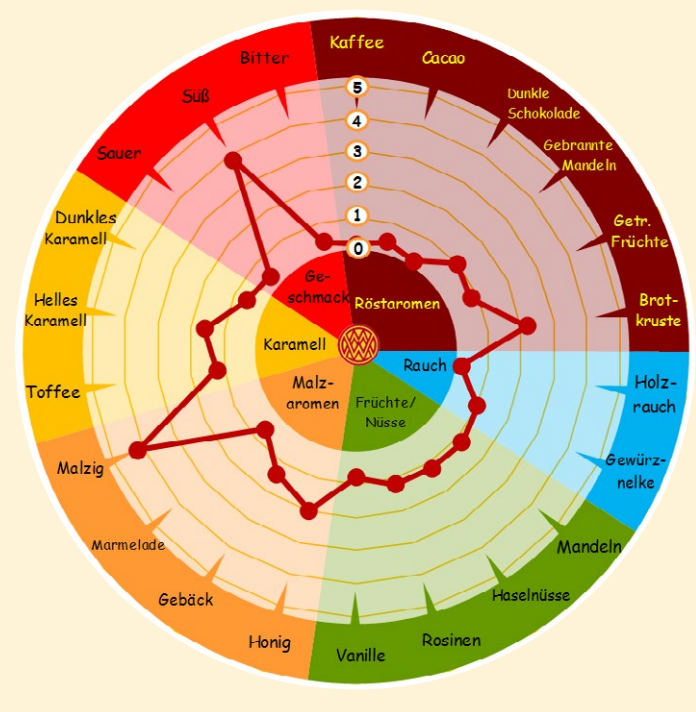 Kaffee
Cacao
Dunkle
Schokolade
Gebrannte
Mandeln
Getr.
Früchte
Brot-
kruste
Holz-
rauch
Gewürz-
nelke
Mandeln
Haselnüsse
Rosinen
Vanille
Honig
Gebäck
Marmelade
Malzig
Toffee
Helles
Karamell
Dunkles
Karamell
Sauer
Süß
Bitter
5
4
3
2
1
0
Ge-
schmack
Röstaromen
Karamell
Rauch
Malz-
aromen
Früchte/
Nüsse